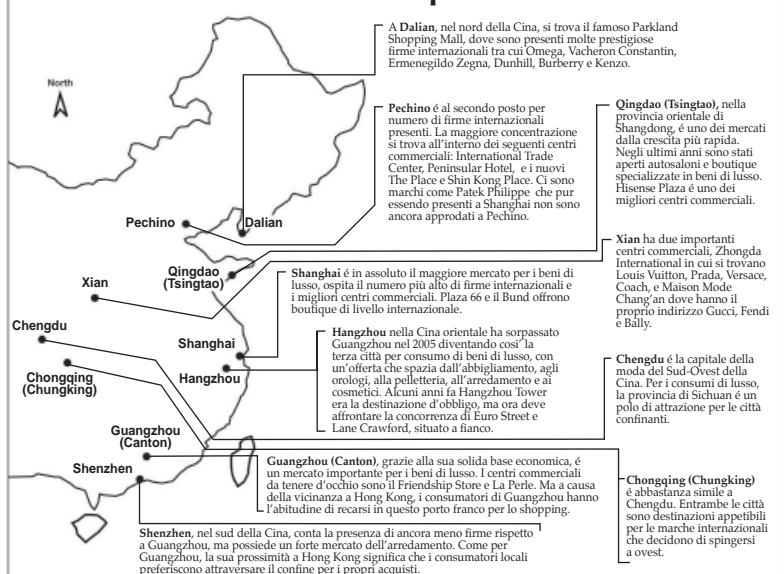 A Dalian, nel nord della Cina, si trova il famoso Parkland
Shopping Mall, dove sono presenti molte prestigiose
firme internazionali tra cui Omega, Vacheron Constantin,
Ermenegildo Zegna, Dunhill, Burberry e Kenzo.
North
Pechino é al secondo posto per
numero di firme internazionali
presenti. La maggiore concentrazione
si trova all'interno dei seguenti centri
commerciali: International Trade
Center, Peninsular Hotel, e i nuovi
The Place e Shin Kong Place. Ci sono
marchi come Patek Philippe che pur
essendo presenti a Shanghai non sono
ancora approdati a Pechino.
Qingdao (Tsingtao), nella
provincia orientale di
Shangdong, é uno dei mercati
dalla crescita più rapida.
Negli ultimi anni sono stati
aperti autosaloni e boutique
specializzate in beni di lusso.
Hisense Plaza é uno dei
migliori centri commerciali.
Pechino
Dalian
Qingdao
(Tsingtao)
Xian
Xian ha due importanti
centri commerciali, Zhongda
International in cui si trovano
Louis Vuitton, Prada, Versace,
Coach, e Maison Mode
Chang'an dove hanno il
proprio indirizzo Gucci, Fendi
e Bally.
Shanghai é in assoluto il maggiore mercato per i beni di
lusso, ospita il numero più alto di firme internazionali e
i migliori centri commerciali. Plaza 66 e il Bund offrono
boutique di livello internazionale.
Chengdu
Shanghai
Chongqing
(Chungking)
Hangzhou
Hangzhou nella Cina orientale ha sorpassato
Guangzhou nel 2005 diventando cosi' la
terza città per consumo di beni di lusso, con
un'offerta che spazia dall'abbigliamento, agli
orologi, alla pelletteria, all'arredamento e ai
cosmetici. Alcuni anni fa Hangzhou Tower
era la destinazione d'obbligo, ma ora deve
affrontare la concorrenza di Euro Street e
Lane Crawford, situato a fianco.
Chengdu é la capitale della
moda del Sud-Ovest della
Cina. Per i consumi di lusso,
la provincia di Sichuan é un
polo di attrazione per le città
confinanti.
Guangzhou
(Canton)
Shenzhen
Guangzhou (Canton), grazie alla sua solida base economica, é
un mercato importante per i beni di lusso. I centri commerciali
da tenere d'occhio sono il Friendship Store e La Perle. Ma a causa
della vicinanza a Hong Kong, i consumatori di Guangzhou hanno
l'abitudine di recarsi in questo porto franco per lo shopping.
Chongqing (Chungking)
é abbastanza simile a
Chengdu. Entrambe le città
sono destinazioni appetibili
per le marche internazionali
che decidono di spingersi
a ovest.
Shenzhen, nel sud della Cina, conta la presenza di ancora meno firme rispetto
a Guangzhou, ma possiede un forte mercato dell'arredamento. Come per
Guangzhou, la sua prossimità a Hong Kong significa che i consumatori locali
preferiscono attraversare il confine per i propri acquisti.